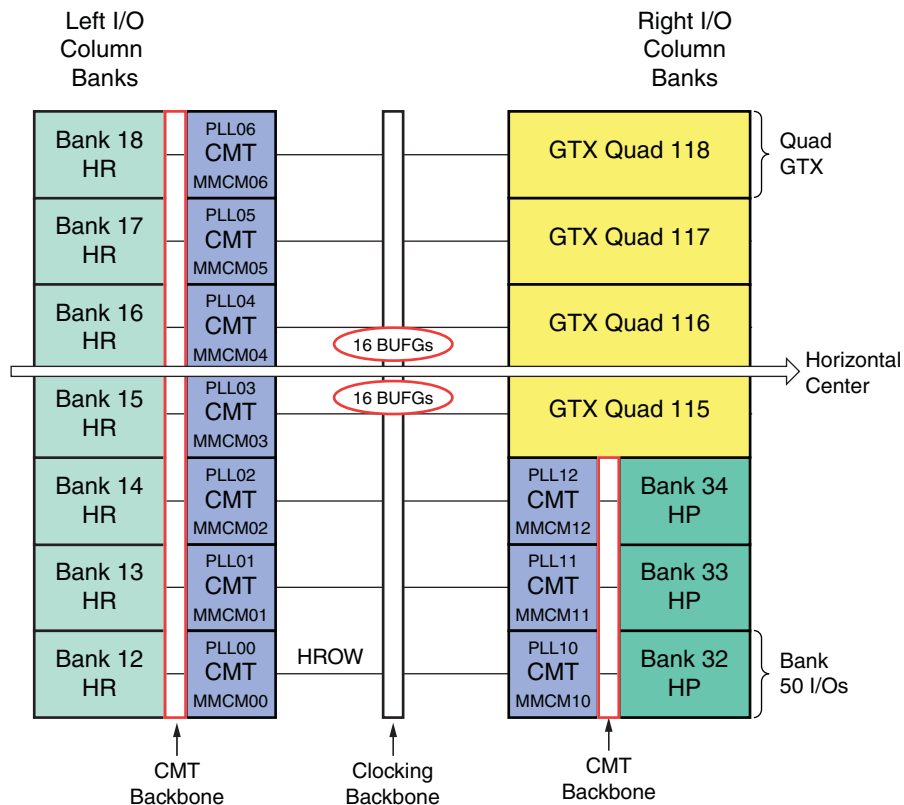 Left I/O
Column
Banks
Right I/O
Column
Banks
Bank 18
HR
PLL06
CMT
MMCM06
GTX Quad 118
Quad
GTX
Bank 17
HR
PLL05
CMT
MMCM05
GTX Quad 117
Bank 16
HR
PLL04
CMT
MMCM04
16 BUFGs
GTX Quad 116
Horizontal
Center
Bank 15
HR
PLL03
CMT
MMCM03
16 BUFGs
GTX Quad 115
Bank 14
HR
PLL02
CMT
MMCM02
PLL12
CMT
MMCM12
Bank 34
HP
Bank 13
HR
PLL01
CMT
MMCM01
PLL11
CMT
MMCM11
Bank 33
HP
Bank 12
HR
PLL00
CMT
MMCM00
HROW
PLL10
CMT
MMCM10
Bank 32
HP
Bank
50 I/Os
CMT
Backbone
Clocking
Backbone
CMT
Backbone